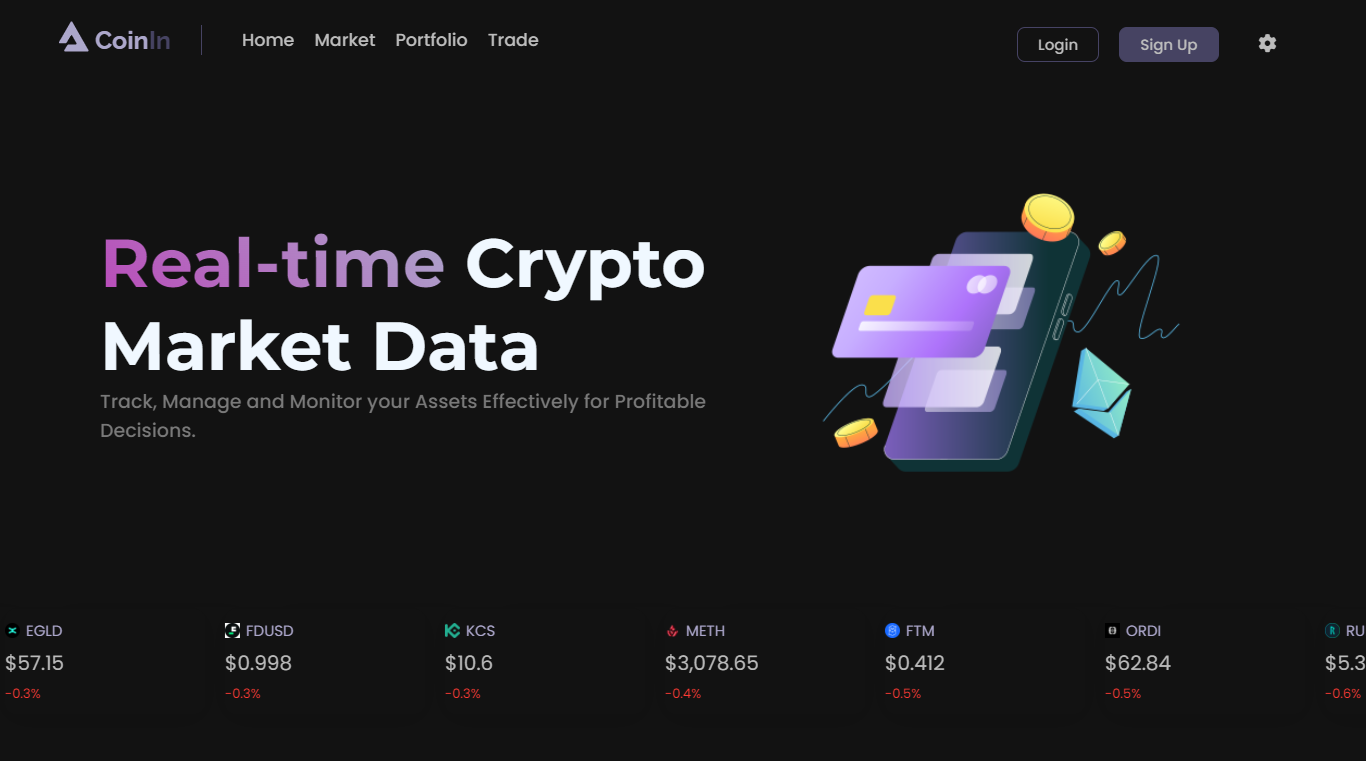 CoinIn
Home Market Portfolio Trade
Login Sign Up
Real-time Crypto
Market Data
Track, Manage and Monitor your Assets Effectively for Profitable
Decisions.
EGLD FDUSD KCS METH FTM ORDI RU
$57.15 $0.998 $10.6 $3,078.65 $0.412 $62.84 $5.3
-0.3% -0.3% -0.3% -0.4% -0.5% -0.5% -0.6%